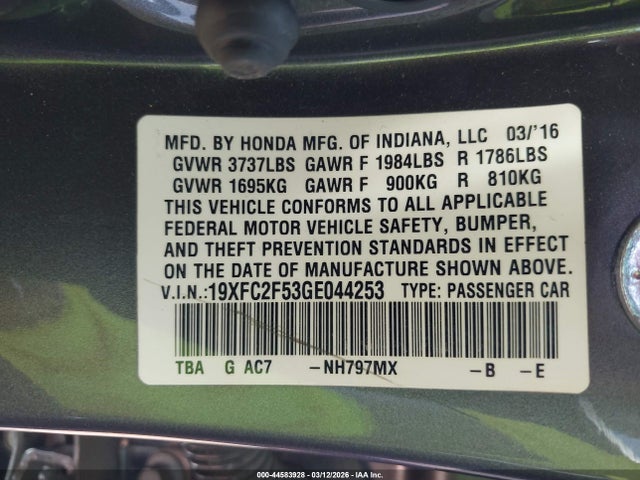 MFD. BY HONDA MFG. OF INDIANA, LLC 03/'16
GVWR 3737LBS GAWR F 1984LBS R 1786LBS
GVWR 1695KG GAWR F 900KG R 810KG
THIS VEHICLE CONFORMS TO ALL APPLICABLE
FEDERAL MOTOR VEHICLE SAFETY, BUMPER,
AND THEFT PREVENTION STANDARDS IN EFFECT
ON THE DATE OF MANUFACTURE SHOWN ABOVE.
V.I.N.:19XFC2F53GE044253 TYPE: PASSENGER CAR
TBA G AC7 -NH797MX -B -E
000-44583928 - 03/12/2026 - IAA Inc.